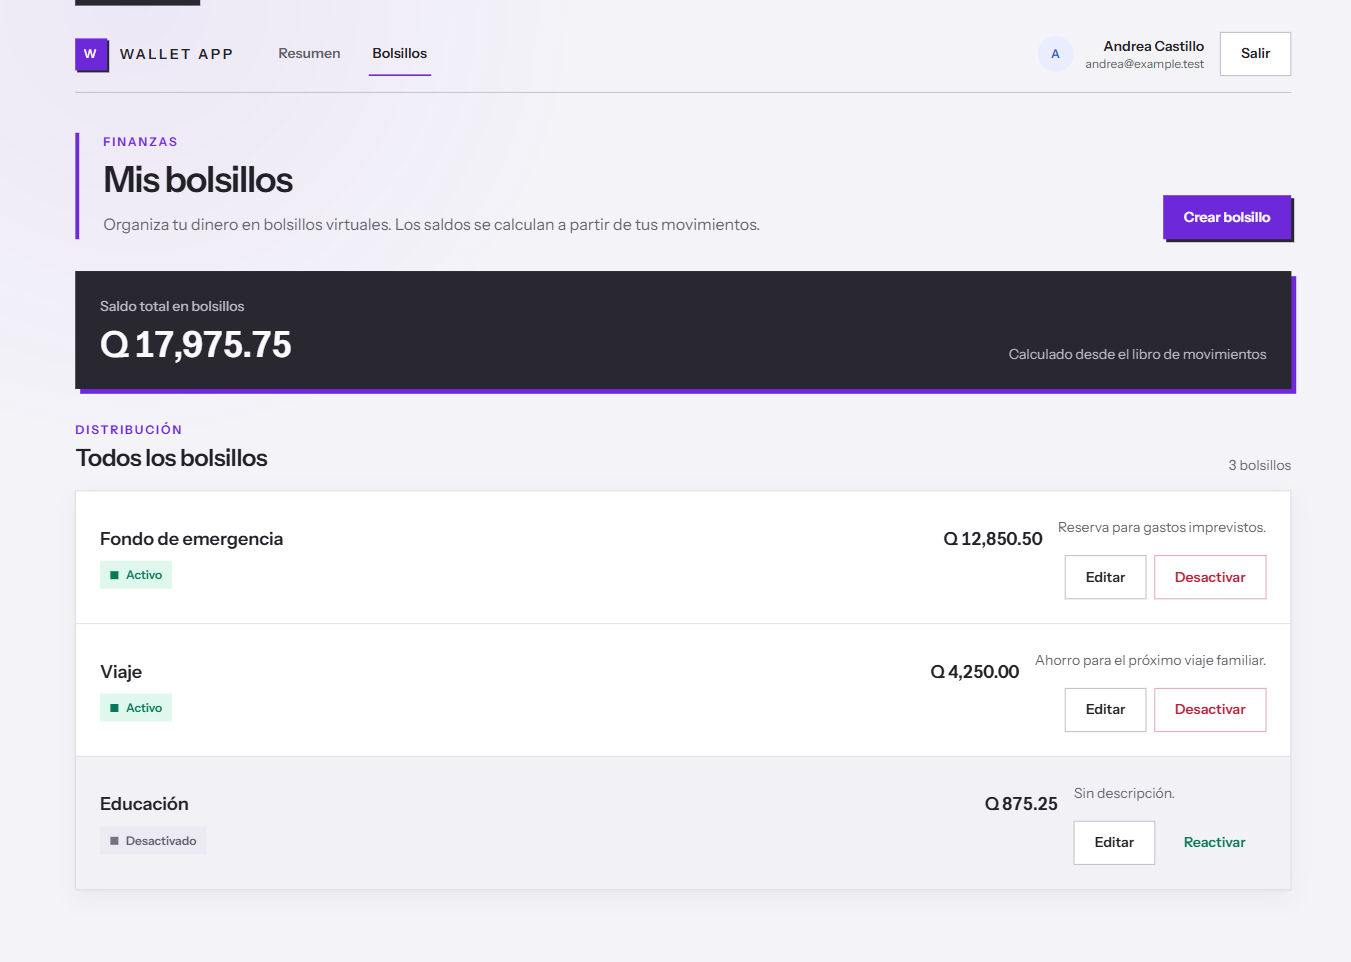 W WALLET APP Resumen Bolsillos A Andrea Castillo Salir
andrea@example.test
FINANZAS
Mis bolsillos
Organiza tu dinero en bolsillos virtuales. Los saldos se calculan a partir de tus movimientos.
Crear bolsillo
Saldo total en bolsillos
Q 17,975.75
Calculado desde el libro de movimientos
DISTRIBUCIÓN
Todos los bolsillos
3 bolsillos
Fondo de emergencia
Activo
Q 12,850.50
Reserva para gastos imprevistos.
Editar Desactivar
Viaje
Activo
Q 4,250.00
Ahorro para el próximo viaje familiar.
Editar Desactivar
Educación
Desactivado
Q 875.25
Sin descripción.
Editar Reactivar